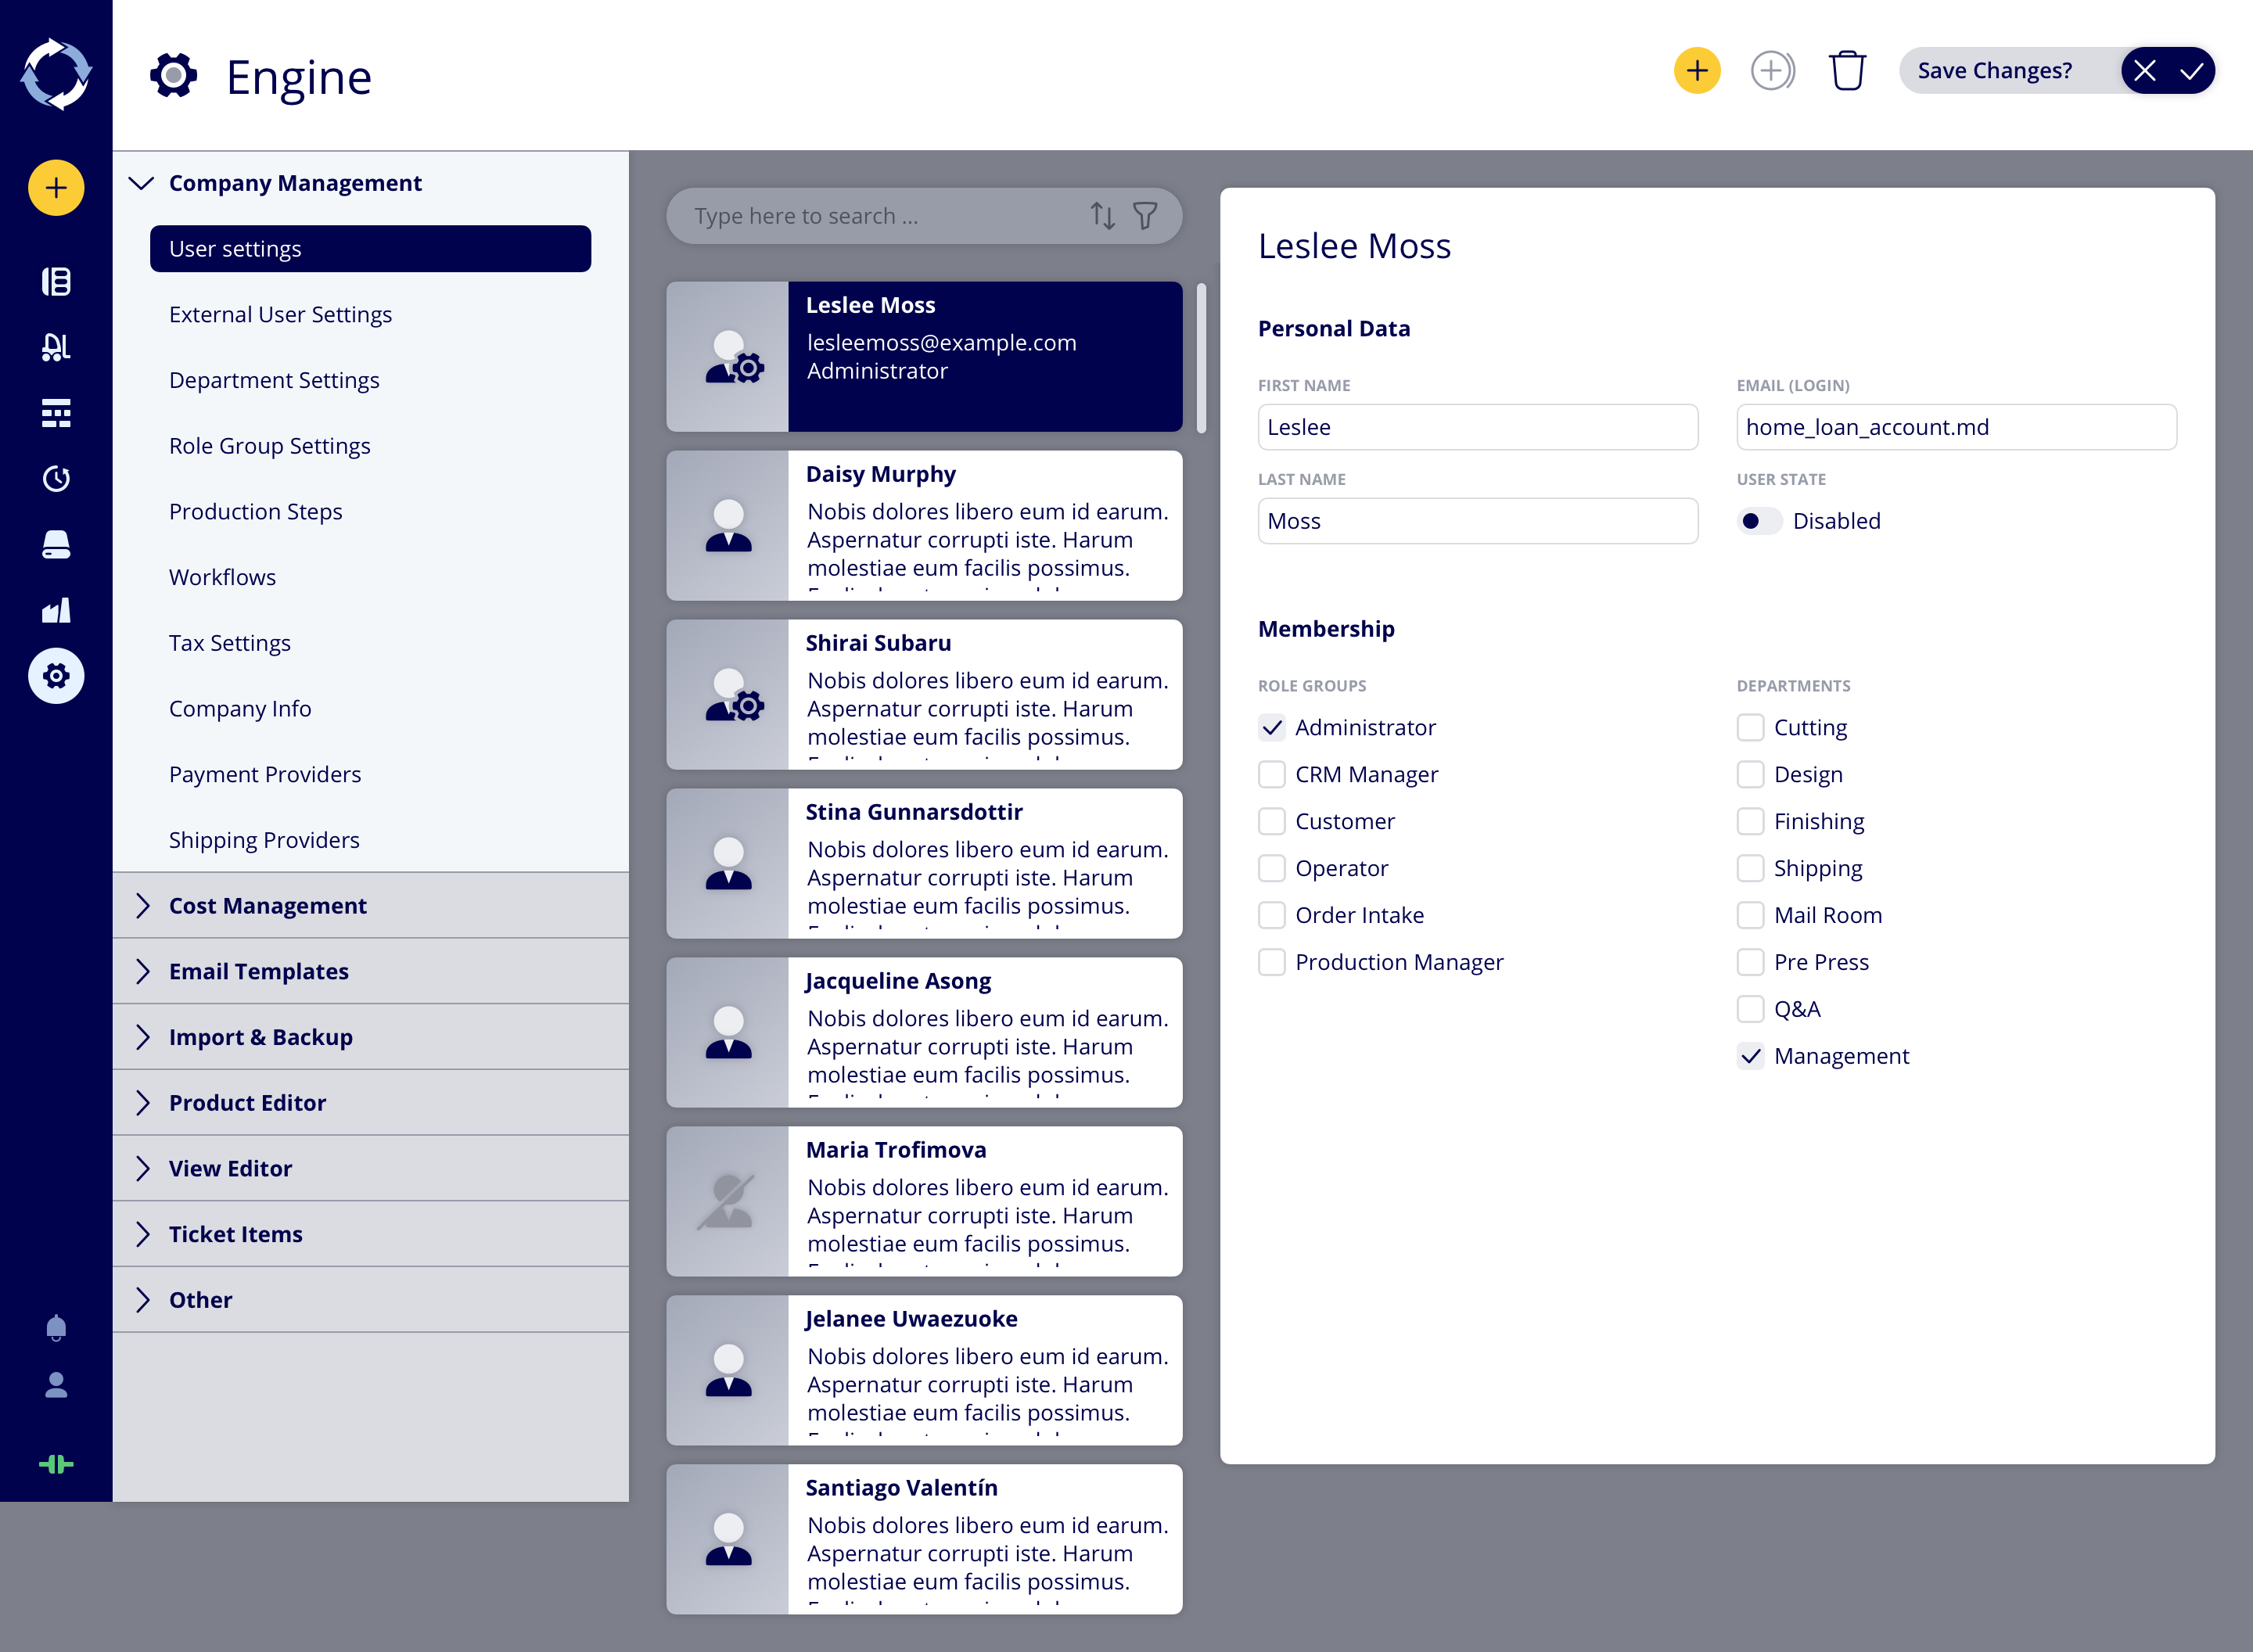 Engine
Save Changes?
Company Management
User settings
External User Settings
Department Settings
Role Group Settings
Production Steps
Workflows
Tax Settings
Company Info
Payment Providers
Shipping Providers
Cost Management
Email Templates
Import & Backup
Product Editor
View Editor
Ticket Items
Other
Type here to search ...
Leslee Moss
lesleemoss@example.com
Administrator
Daisy Murphy
Nobis dolores libero eum id earum.
Aspernatur corrupti iste. Harum
molestiae eum facilis possimus.
Shirai Subaru
Nobis dolores libero eum id earum.
Aspernatur corrupti iste. Harum
molestiae eum facilis possimus.
Stina Gunnarsdottir
Nobis dolores libero eum id earum.
Aspernatur corrupti iste. Harum
molestiae eum facilis possimus.
Jacqueline Asong
Nobis dolores libero eum id earum.
Aspernatur corrupti iste. Harum
molestiae eum facilis possimus.
Maria Trofimova
Nobis dolores libero eum id earum.
Aspernatur corrupti iste. Harum
molestiae eum facilis possimus.
Jelanee Uwaezuoke
Nobis dolores libero eum id earum.
Aspernatur corrupti iste. Harum
molestiae eum facilis possimus.
Santiago Valentín
Nobis dolores libero eum id earum.
Aspernatur corrupti iste. Harum
molestiae eum facilis possimus.
Leslee Moss
Personal Data
FIRST NAME
Leslee
EMAIL (LOGIN)
home_loan_account.md
LAST NAME
Moss
USER STATE
Disabled
Membership
ROLE GROUPS
Administrator
CRM Manager
Customer
Operator
Order Intake
Production Manager
DEPARTMENTS
Cutting
Design
Finishing
Shipping
Mail Room
Pre Press
Q&A
Management